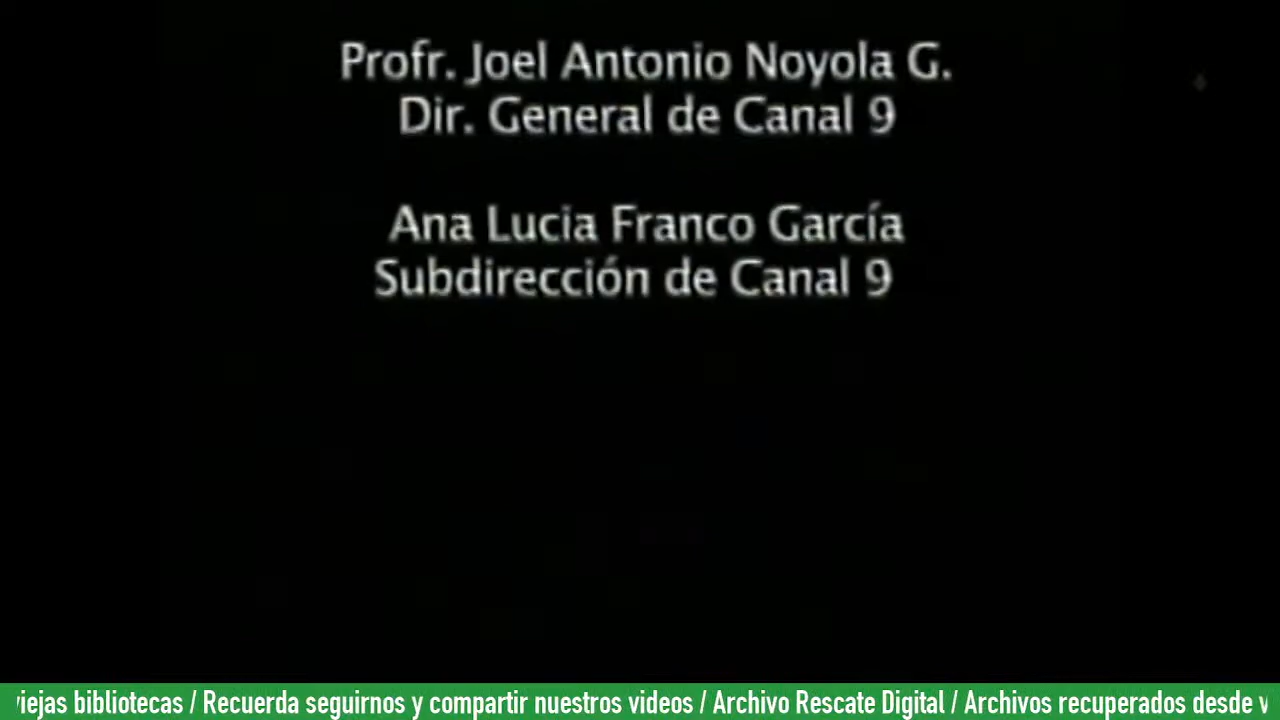 Profr. Joel Antonio Noyola G.
Dir. General de Canal 9
Ana Lucia Franco García
Subdirección de Canal 9
viejas bibliotecas / Recuerda seguirnos y compartir nuestros videos / Archivo Rescate Digital / Archivos recuperados desde